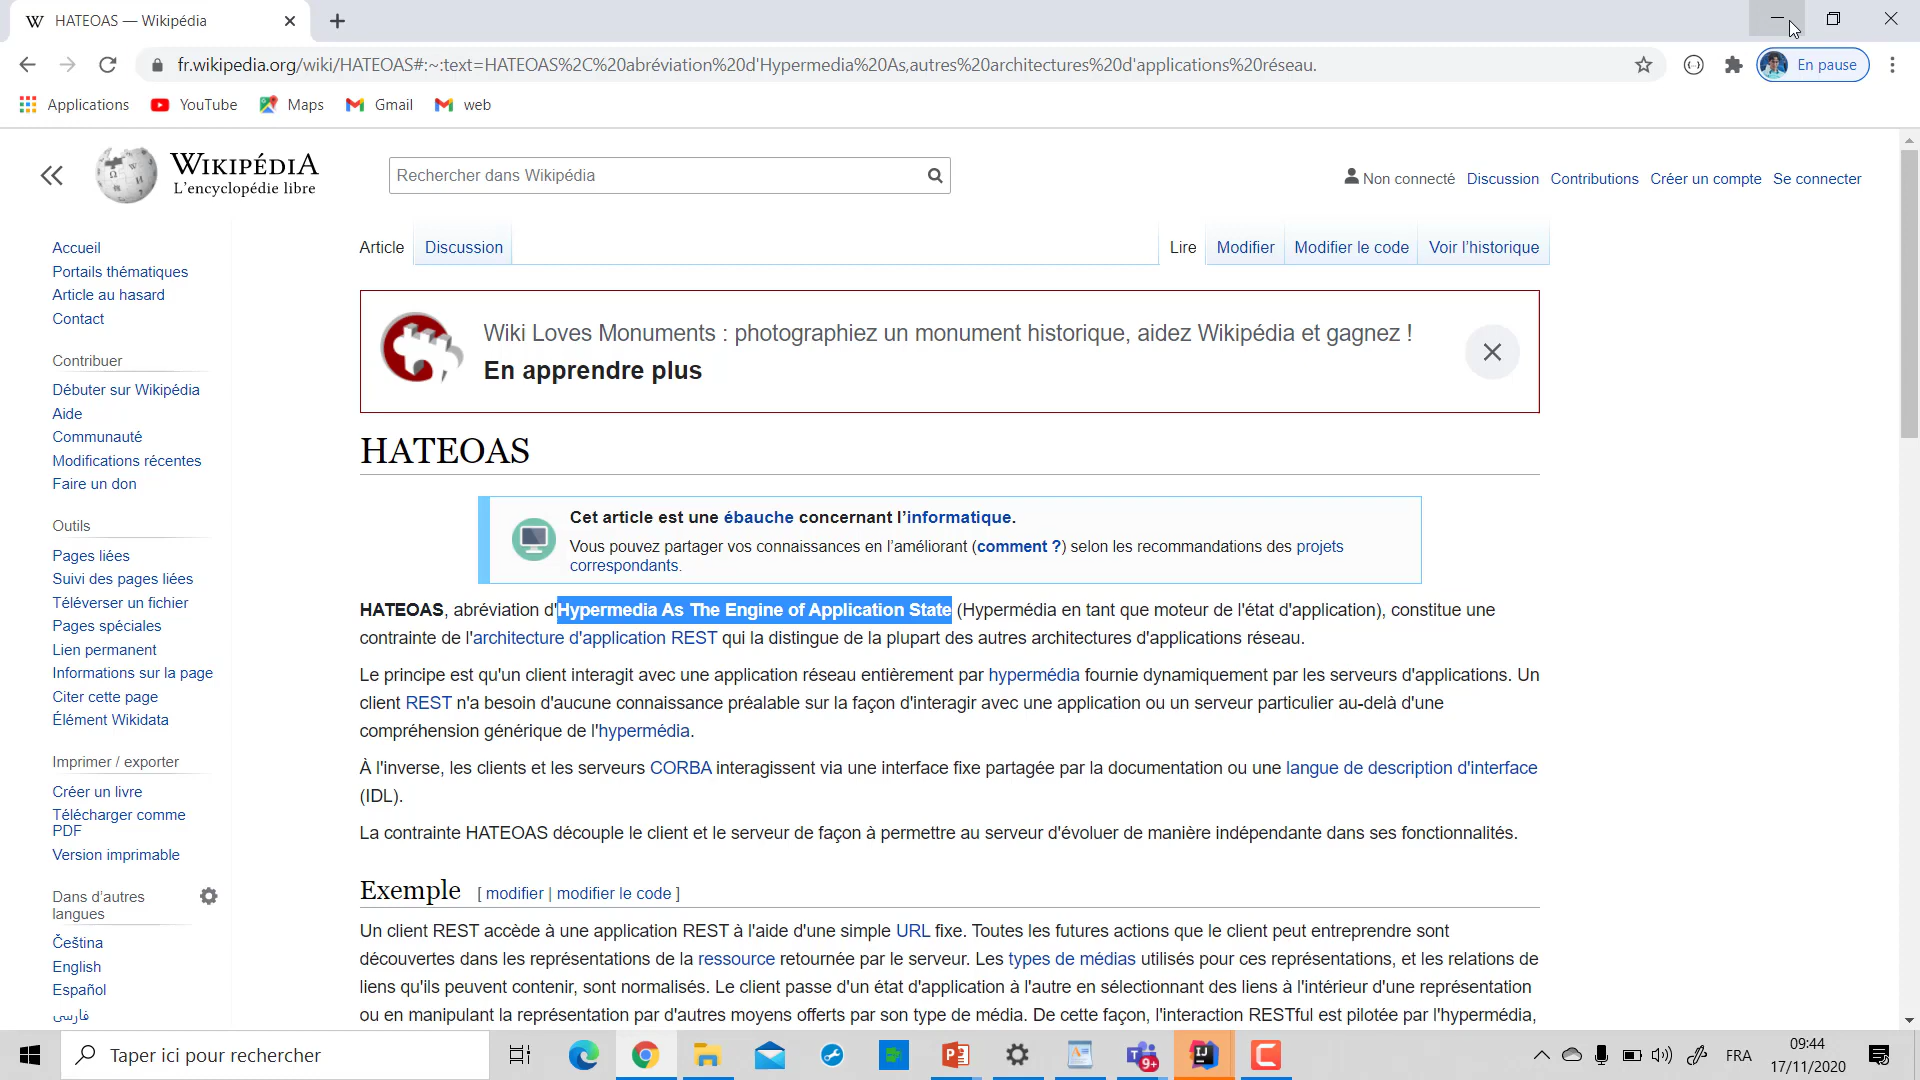 HATEOAS — Wikipédia
fr.wikipedia.org/wiki/HATEOAS#:~:text=HATEOAS%2C%20abréviation%20d'Hypermedia%20As,autres%20architectures%20d'applications%20réseau.
En pause
Applications YouTube Maps Gmail web
WIKIPÉDIA
L'encyclopédie libre
Rechercher dans Wikipédia
Non connecté Discussion Contributions Créer un compte Se connecter
Article Discussion Lire Modifier Modifier le code Voir l'historique
Accueil
Portails thématiques
Article au hasard
Contact
Contribuer
Débuter sur Wikipédia
Aide
Communauté
Modifications récentes
Faire un don
Outils
Pages liées
Suivi des pages liées
Téléverser un fichier
Pages spéciales
Lien permanent
Informations sur la page
Citer cette page
Élément Wikidata
Imprimer / exporter
Créer un livre
Télécharger comme
PDF
Version imprimable
Dans d'autres
langues
Čeština
English
Español
فارسی
Wiki Loves Monuments : photographiez un monument historique, aidez Wikipédia et gagnez !
En apprendre plus
HATEOAS
Cet article est une ébauche concernant l'informatique.
Vous pouvez partager vos connaissances en l'améliorant (comment ?) selon les recommandations des projets
correspondants.
HATEOAS, abréviation d'Hypermedia As The Engine of Application State (Hypermédia en tant que moteur de l'état d'application), constitue une
contrainte de l'architecture d'application REST qui la distingue de la plupart des autres architectures d'applications réseau.
Le principe est qu'un client interagit avec une application réseau entièrement par hypermédia fournie dynamiquement par les serveurs d'applications. Un
client REST n'a besoin d'aucune connaissance préalable sur la façon d'interagir avec une application ou un serveur particulier au-delà d'une
compréhension générique de l'hypermédia.
À l'inverse, les clients et les serveurs CORBA interagissent via une interface fixe partagée par la documentation ou une langue de description d'interface
(IDL).
La contrainte HATEOAS découple le client et le serveur de façon à permettre au serveur d'évoluer de manière indépendante dans ses fonctionnalités.
Exemple [ modifier | modifier le code ]
Un client REST accède à une application REST à l'aide d'une simple URL fixe. Toutes les futures actions que le client peut entreprendre sont
découvertes dans les représentations de la ressource retournée par le serveur. Les types de médias utilisés pour ces représentations, et les relations de
liens qu'ils peuvent contenir, sont normalisés. Le client passe d'un état d'application à l'autre en sélectionnant des liens à l'intérieur d'une représentation
ou en manipulant la représentation par d'autres moyens offerts par son type de média. De cette façon, l'interaction RESTful est pilotée par l'hypermédia,
Taper ici pour rechercher
9+
FRA
09:44
17/11/2020